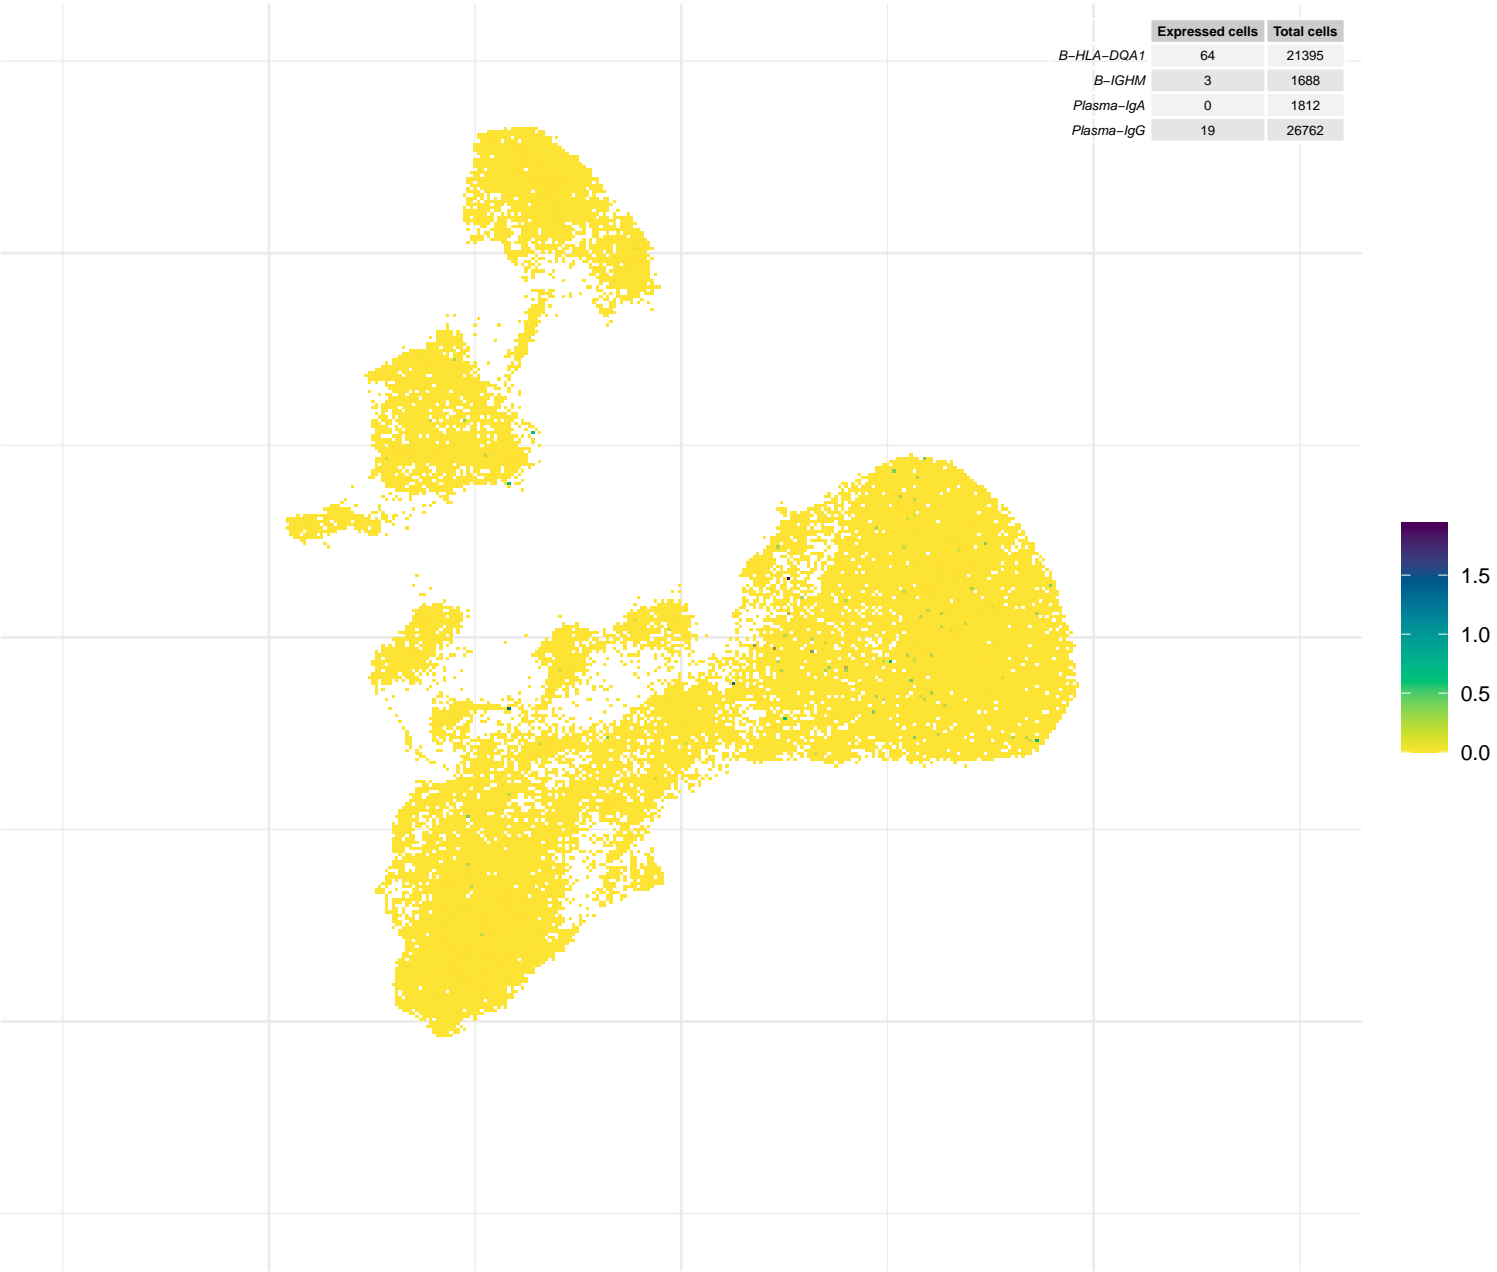 Expressed cells Total cells
B−HLA−DQA1 64 21395
B−IGHM 3 1688
Plasma−IgA 0 1812
Plasma−IgG 19 26762
1.5
1.0
0.5
0.0